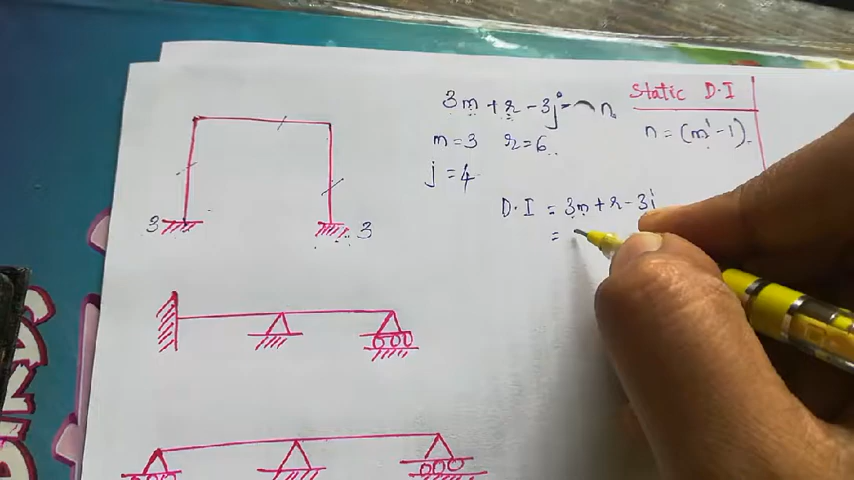 3m + r - 3j - n.
m = 3 r = 6
j = 4
Static D.I
n = (m' - 1)
D.I = 3m + r - 3j
=
3
3